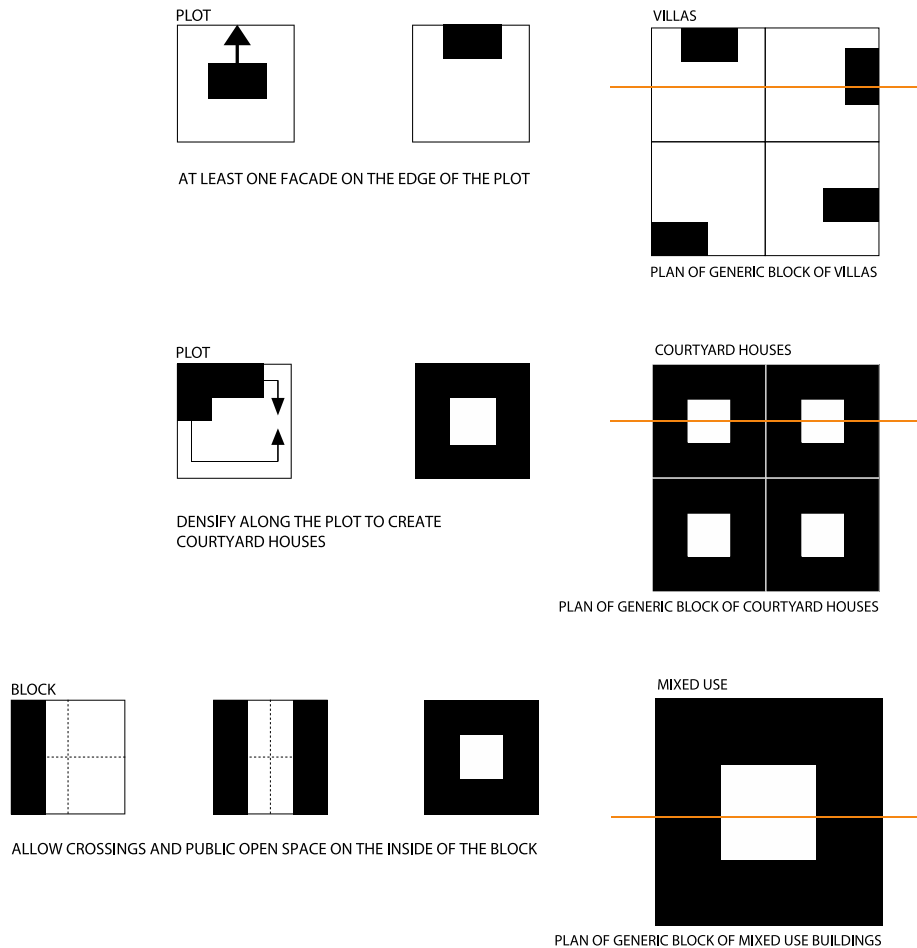 PLOT
VILLAS
AT LEAST ONE FACADE ON THE EDGE OF THE PLOT
PLAN OF GENERIC BLOCK OF VILLAS
PLOT
COURTYARD HOUSES
DENSIFY ALONG THE PLOT TO CREATE
COURTYARD HOUSES
PLAN OF GENERIC BLOCK OF COURTYARD HOUSES
BLOCK
MIXED USE
ALLOW CROSSINGS AND PUBLIC OPEN SPACE ON THE INSIDE OF THE BLOCK
PLAN OF GENERIC BLOCK OF MIXED USE BUILDINGS